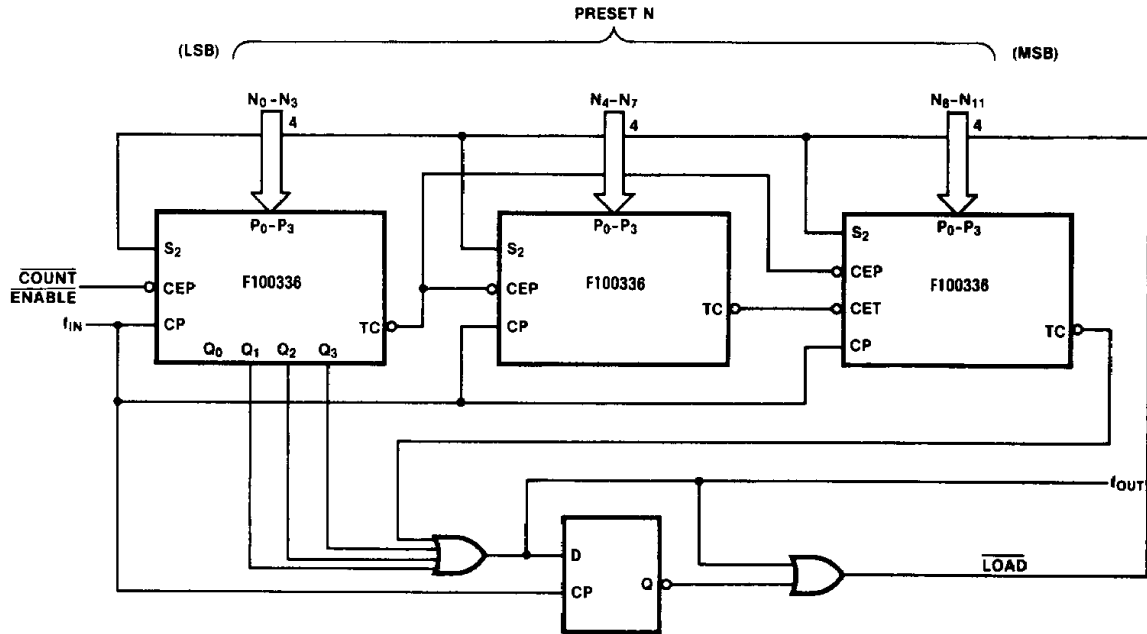 PRESET N
(LSB)
(MSB)
N0–N3
4
N4–N7
4
N8–N11
4
P0–P3
S2
F100336
CEP
CP
TC
Q0 Q1 Q2 Q3
COUNT
ENABLE
fIN
P0–P3
S2
F100336
CEP
CP
TC
P0–P3
S2
CEP
F100336
CET
TC
CP
fOUT
D
CP
Q
LOAD